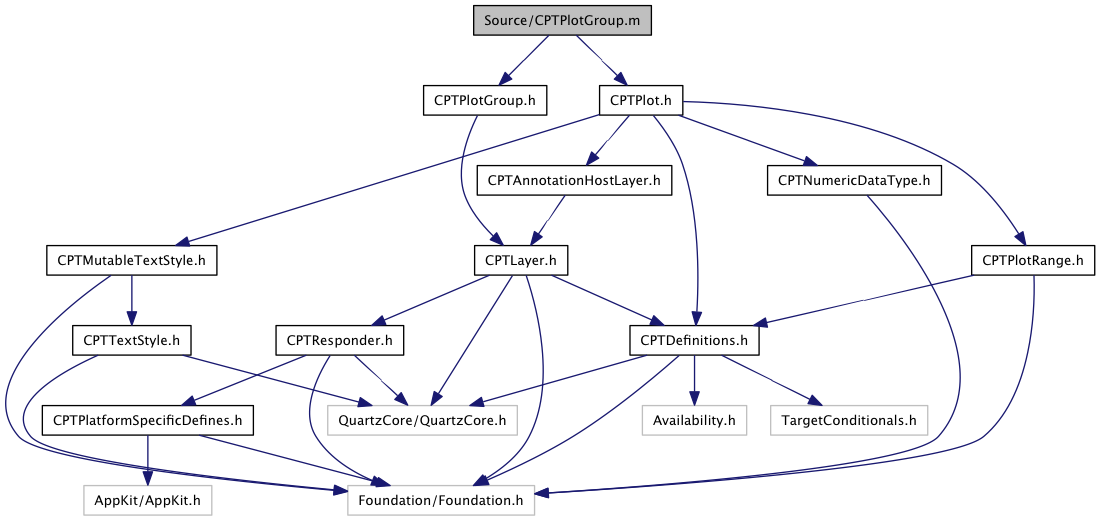 Source/CPTPlotGroup.m
CPTPlotGroup.h
CPTPlot.h
CPTAnnotationHostLayer.h
CPTNumericDataType.h
CPTMutableTextStyle.h
CPTLayer.h
CPTPlotRange.h
CPTTextStyle.h
CPTResponder.h
CPTDefinitions.h
CPTPlatformSpecificDefines.h
QuartzCore/QuartzCore.h
Availability.h
TargetConditionals.h
AppKit/AppKit.h
Foundation/Foundation.h